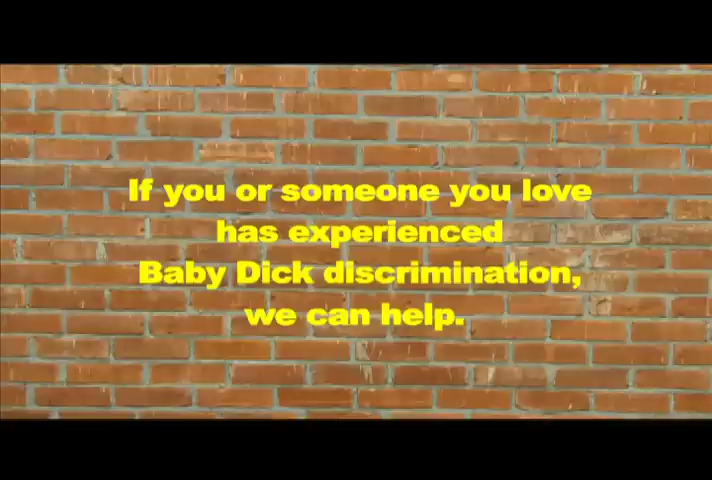 If you or someone you love
has experienced
Baby Dick discrimination,
we can help.